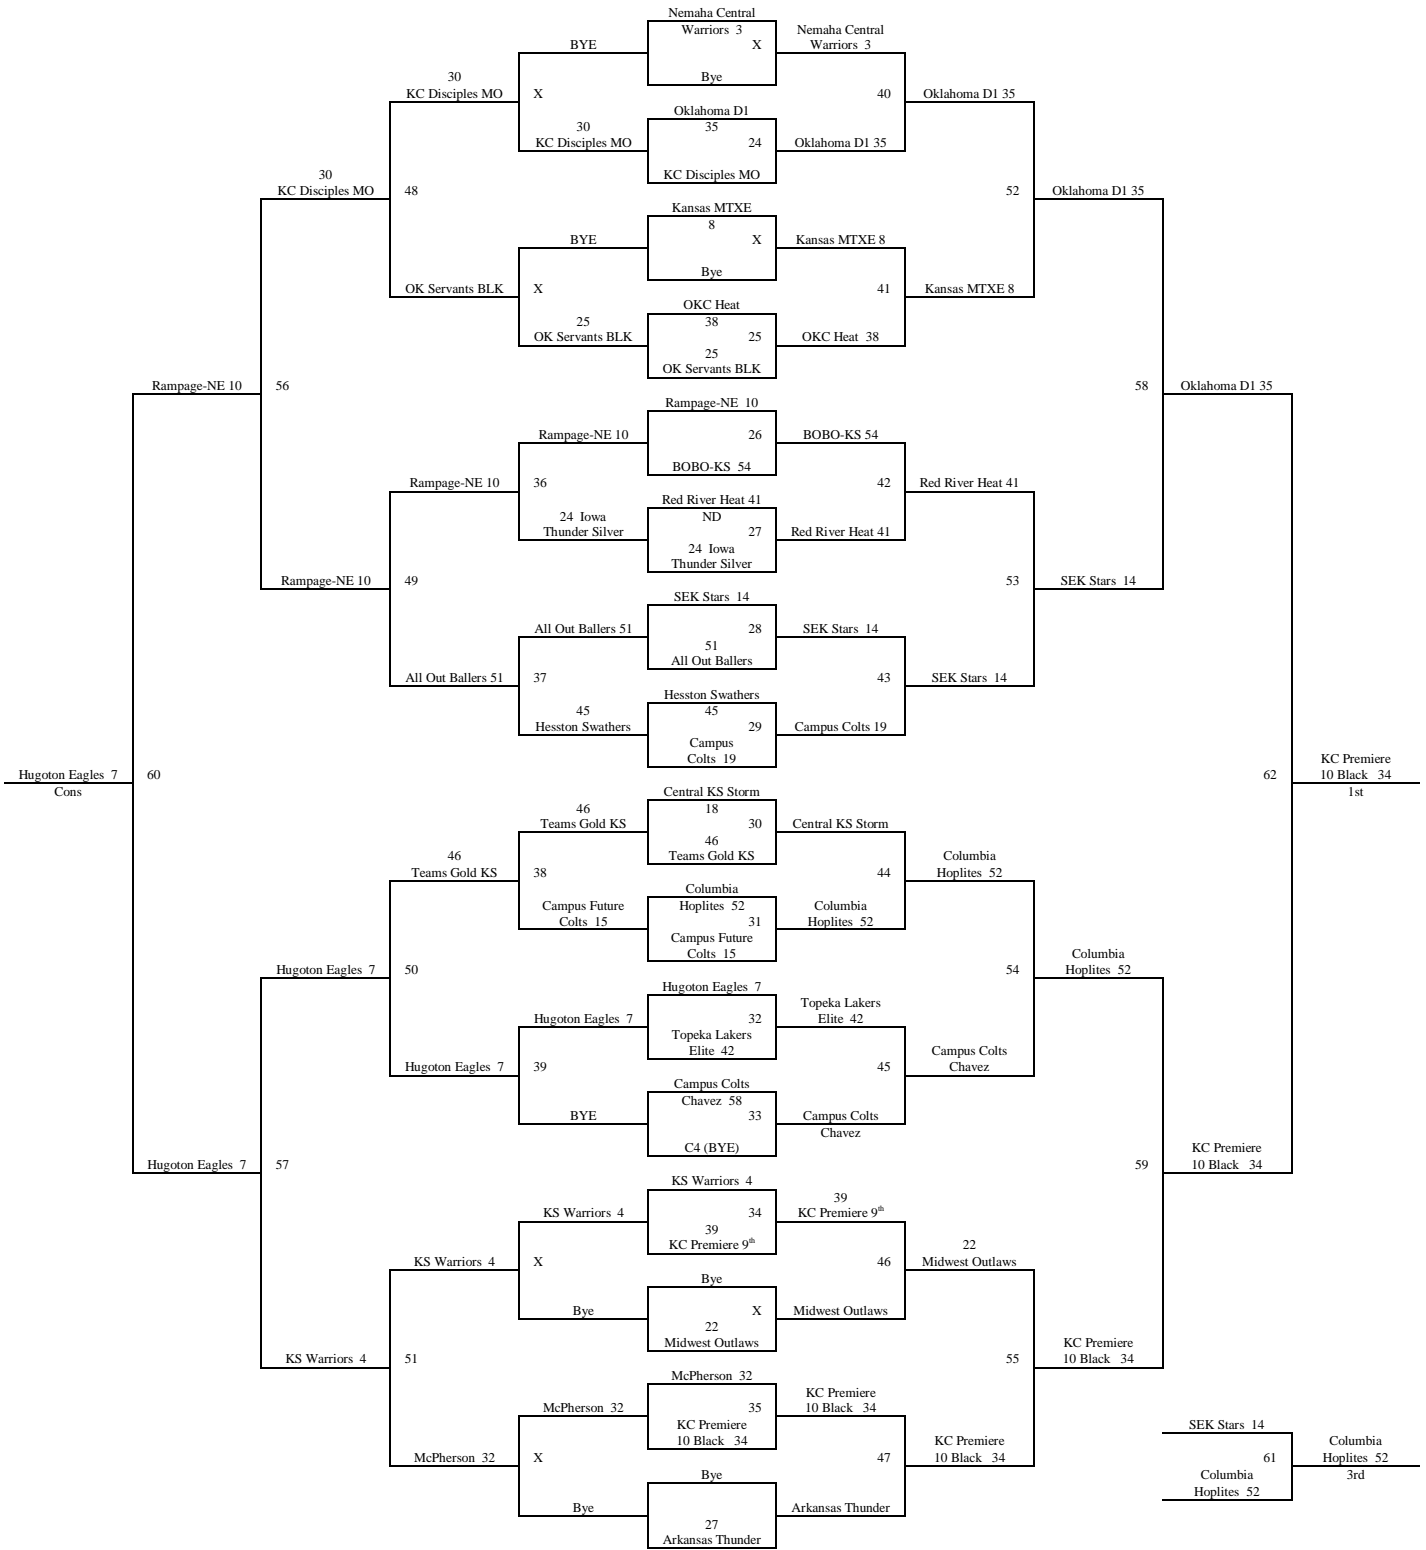 Nemaha Central
Warriors 3
X
Bye
BYE
Nemaha Central
Warriors 3
30
KC Disciples MO
X
40
Oklahoma D1 35
Oklahoma D1
35
24
KC Disciples MO
30
KC Disciples MO
Oklahoma D1 35
30
KC Disciples MO
48
52
Oklahoma D1 35
Kansas MTXE
8
X
Bye
BYE
Kansas MTXE 8
OK Servants BLK
X
41
Kansas MTXE 8
OKC Heat
38
25
25
OK Servants BLK
25
OK Servants BLK
OKC Heat 38
Rampage-NE 10
56
58
Oklahoma D1 35
Rampage-NE 10
26
BOBO-KS 54
Rampage-NE 10
BOBO-KS 54
Rampage-NE 10
36
42
Red River Heat 41
Red River Heat 41
ND
27
24 Iowa
Thunder Silver
24 Iowa
Thunder Silver
Red River Heat 41
Rampage-NE 10
49
53
SEK Stars 14
SEK Stars 14
28
51
All Out Ballers
All Out Ballers 51
SEK Stars 14
All Out Ballers 51
37
43
SEK Stars 14
Hesston Swathers
45
29
Campus
Colts 19
45
Hesston Swathers
Campus Colts 19
Hugoton Eagles 7
Cons
60
62
KC Premiere
10 Black 34
1st
Central KS Storm
18
30
46
Teams Gold KS
46
Teams Gold KS
Central KS Storm
46
Teams Gold KS
38
44
Columbia
Hoplites 52
Columbia
Hoplites 52
31
Campus Future
Colts 15
Campus Future
Colts 15
Columbia
Hoplites 52
Hugoton Eagles 7
50
54
Columbia
Hoplites 52
Hugoton Eagles 7
32
Topeka Lakers
Elite 42
Hugoton Eagles 7
Topeka Lakers
Elite 42
Hugoton Eagles 7
39
45
Campus Colts
Chavez
Campus Colts
Chavez 58
33
C4 (BYE)
BYE
Campus Colts
Chavez
Hugoton Eagles 7
57
59
KC Premiere
10 Black 34
KS Warriors 4
34
39
KC Premiere 9th
KS Warriors 4
39
KC Premiere 9th
KS Warriors 4
X
46
22
Midwest Outlaws
Bye
X
22
Midwest Outlaws
Bye
Midwest Outlaws
KS Warriors 4
51
55
KC Premiere
10 Black 34
McPherson 32
35
KC Premiere
10 Black 34
McPherson 32
KC Premiere
10 Black 34
McPherson 32
X
47
KC Premiere
10 Black 34
Bye
27
Arkansas Thunder
Bye
Arkansas Thunder
SEK Stars 14
61
Columbia
Hoplites 52
Columbia
Hoplites 52
3rd